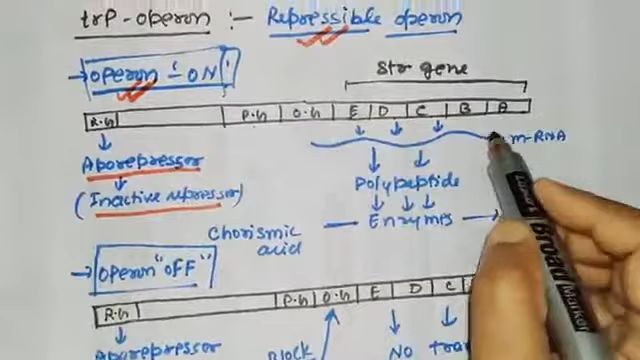 trp-operon :- Repressible operon
operon - ON
Str gene
R.G P.G O.G E D C B A
Aporepressor
m-RNA
(Inactive repressor)
Polypeptide
Chorismic acid
Enzymes
operon "OFF"
R.G P.G O.G E D C
Aporepressor
Block
No
Broad Marker